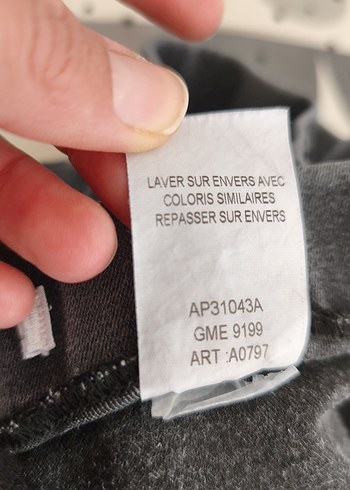 LAVER SUR ENVERS AVEC
COLORIS SIMILAIRES
REPASSER SUR ENVERS
AP31043A
GME 9199
ART :A0797